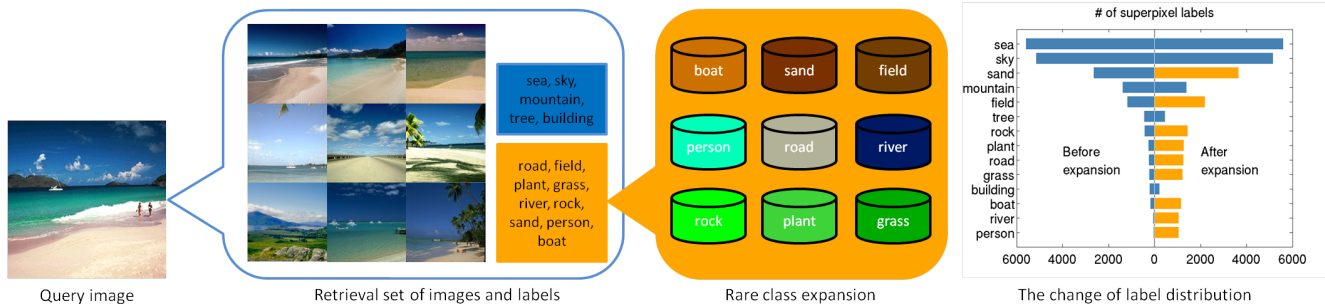 sea, sky,
mountain,
tree, building
road, field,
plant, grass,
river, rock,
sand, person,
boat
boat
sand
field
person
road
river
rock
plant
grass
# of superpixel labels
sea
sky
sand
mountain
field
tree
rock
plant
road
grass
building
boat
river
person
Before
expansion
After
expansion
6000 4000 2000 0 2000 4000 6000
Query image
Retrieval set of images and labels
Rare class expansion
The change of label distribution